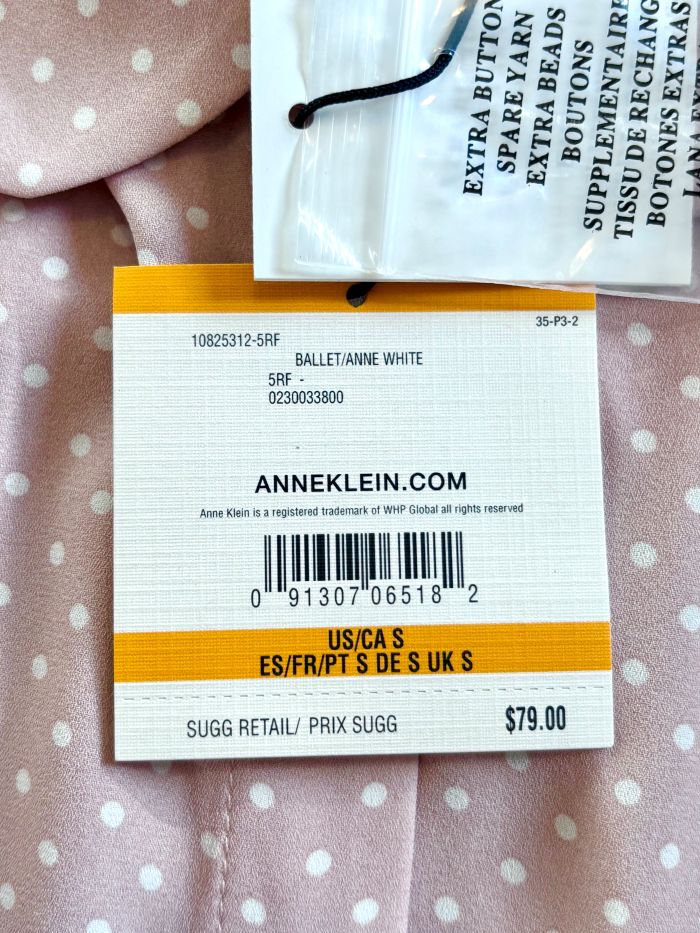 EXTRA BUTTON
SPARE YARN
EXTRA BEADS
BOUTONS
SUPPLEMENTAIRE
TISSU DE RECHANG
BOTONES EXTRAS
35-P3-2
10825312-5RF
BALLET/ANNE WHITE
5RF -
0230033800
ANNEKLEIN.COM
Anne Klein is a registered trademark of WHP Global all rights reserved
0 91307 06518 2
US/CA S
ES/FR/PT S DE S UK S
SUGG RETAIL/ PRIX SUGG $79.00